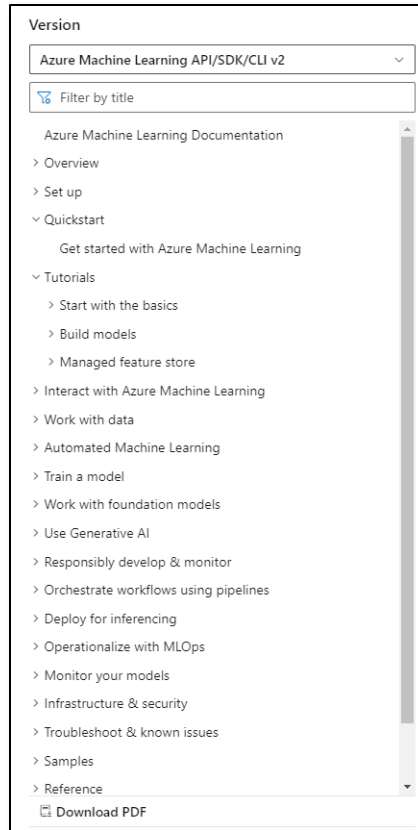 Version
Azure Machine Learning API/SDK/CLI v2
Filter by title
Azure Machine Learning Documentation
Overview
Set up
Quickstart
Get started with Azure Machine Learning
Tutorials
Start with the basics
Build models
Managed feature store
Interact with Azure Machine Learning
Work with data
Automated Machine Learning
Train a model
Work with foundation models
Use Generative AI
Responsibly develop & monitor
Orchestrate workflows using pipelines
Deploy for inferencing
Operationalize with MLOps
Monitor your models
Infrastructure & security
Troubleshoot & known issues
Samples
Reference
Download PDF